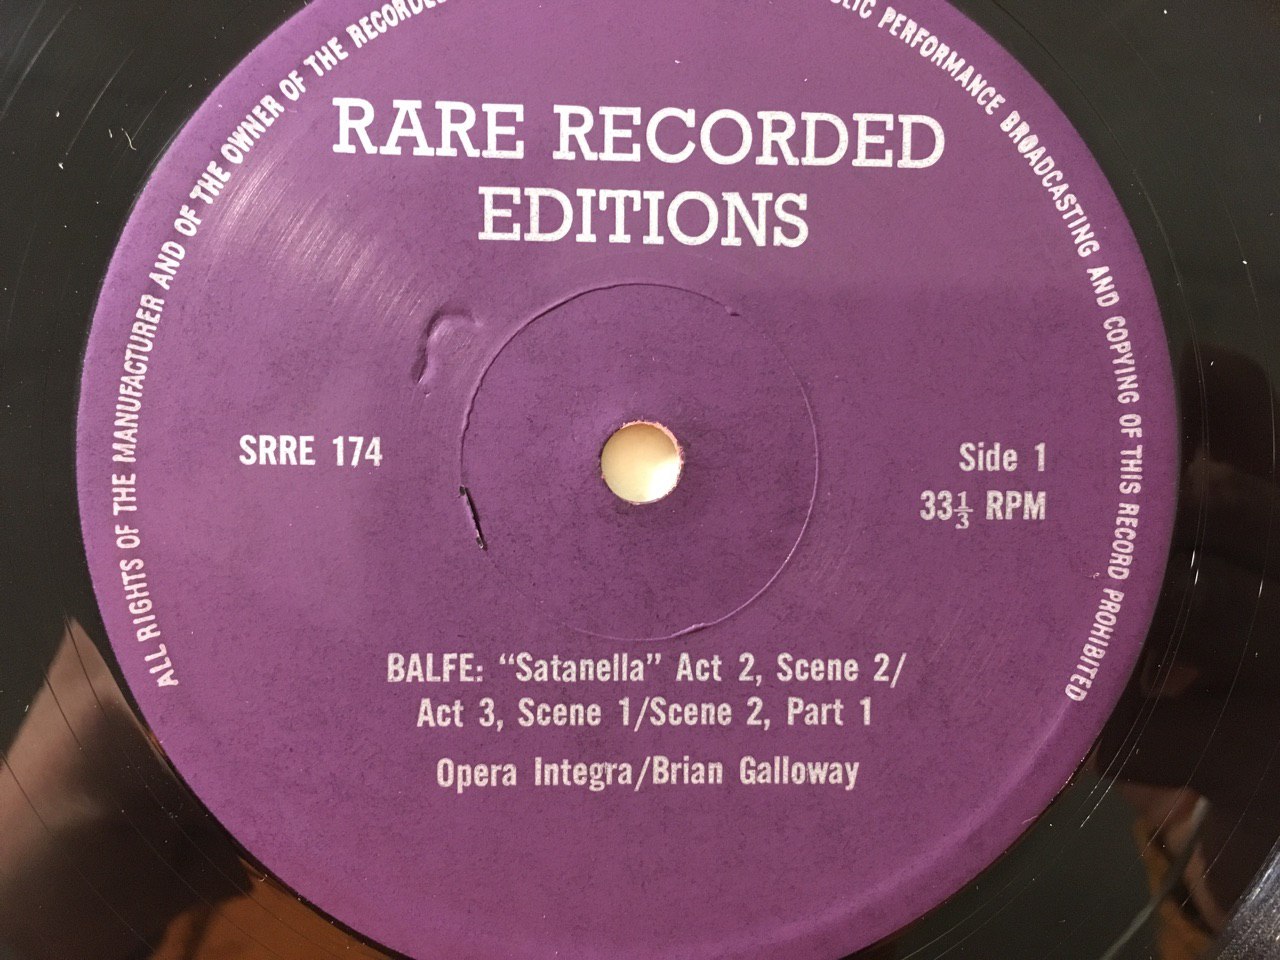 ALL RIGHTS OF THE MANUFACTURER AND OF THE OWNER OF THE RECORDED
PERFORMANCE BROADCASTING AND COPYING OF THIS RECORD PROHIBITED
RARE RECORDED
EDITIONS
SRRE 174
Side 1
33⅓ RPM
BALFE: “Satanella” Act 2, Scene 2/
Act 3, Scene 1/Scene 2, Part 1
Opera Integra/Brian Galloway